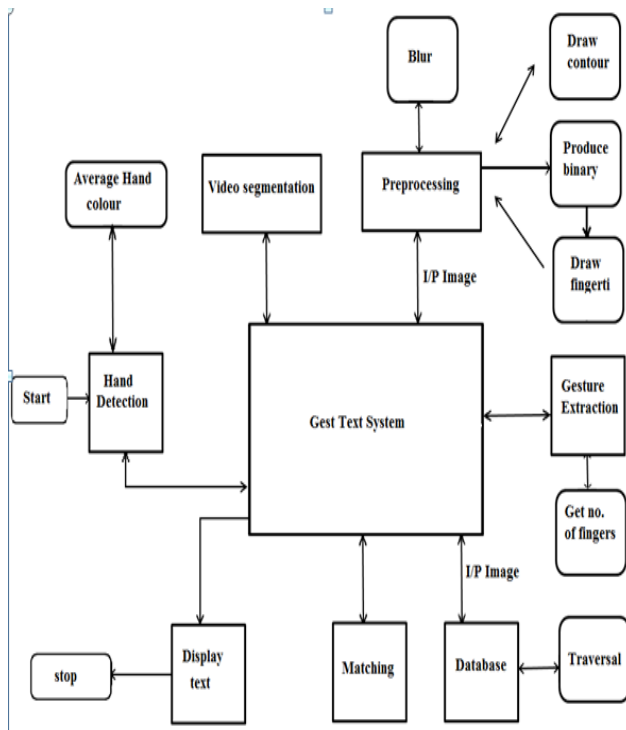 Blur
Draw
contour
Average Hand
colour
Video segmentation
Preprocessing
Produce
binary
I/P Image
Draw
fingerti
Start
Hand
Detection
Gest Text System
Gesture
Extraction
Get no.
of fingers
I/P Image
stop
Display
text
Matching
Database
Traversal